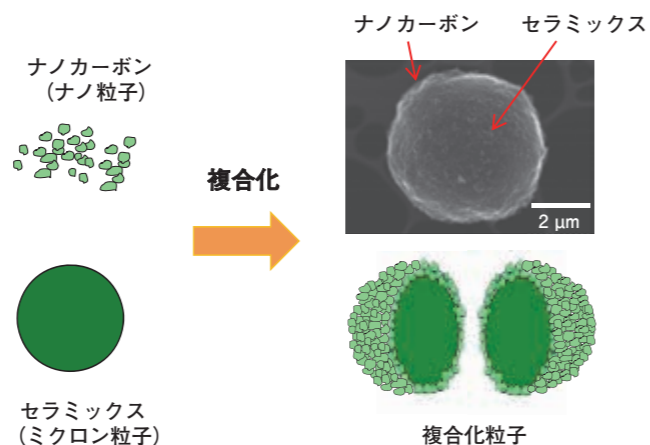 ナノカーボン
(ナノ粒子)
複合化
セラミックス
(ミクロン粒子)
ナノカーボン
セラミックス
2 μm
複合化粒子